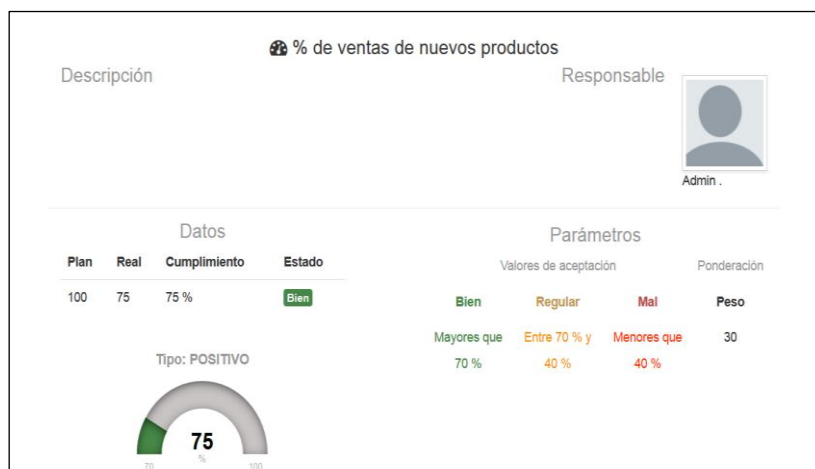 % de ventas de nuevos productos
Descripción
Responsable
Admin .
Datos
Plan Real Cumplimiento Estado
100 75 75 % Bien
Tipo: POSITIVO
75
%
70 100
Parámetros
Valores de aceptación Ponderación
Bien Regular Mal Peso
Mayores que Entre 70 % y Menores que 30
70 % 40 % 40 %